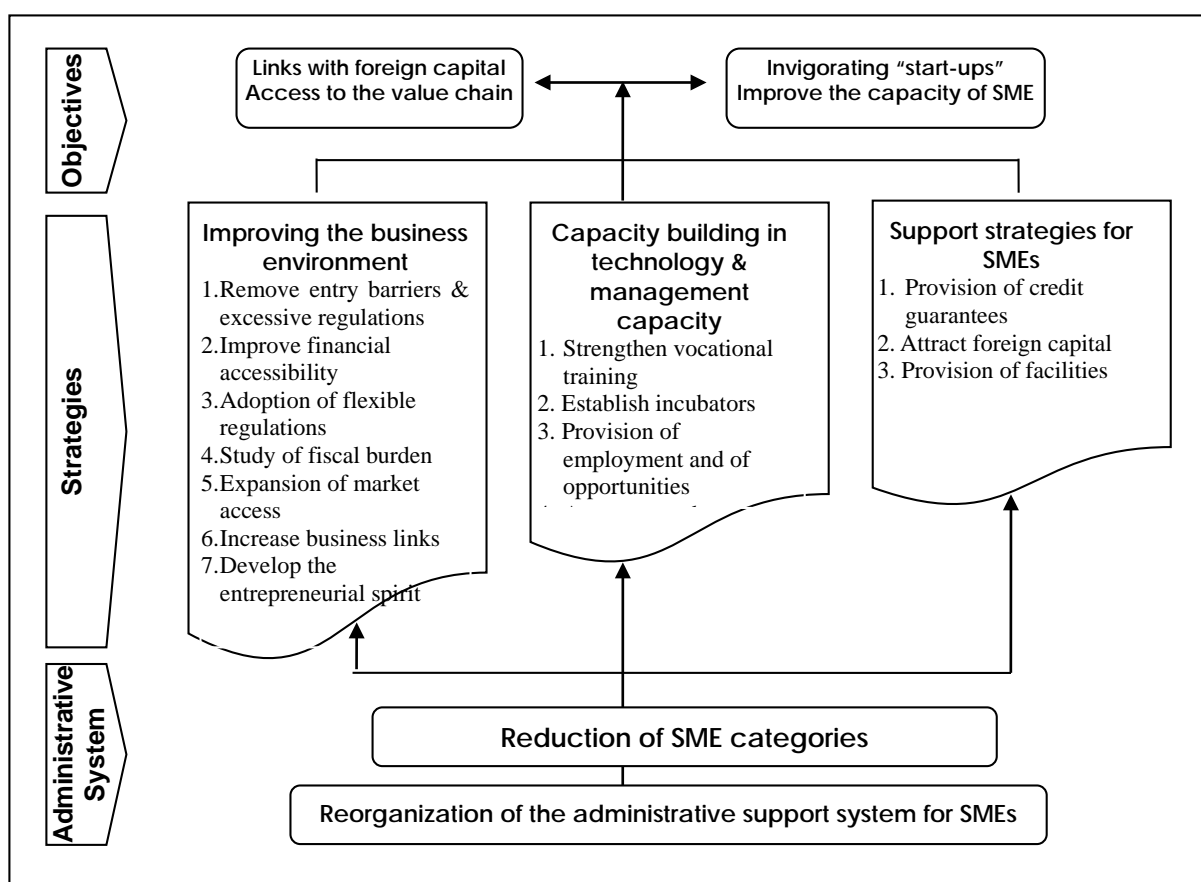 Objectives
Links with foreign capital
Access to the value chain
Invigorating “start-ups”
Improve the capacity of SME
Strategies
Improving the business
environment
1.Remove entry barriers &
excessive regulations
2.Improve financial
accessibility
3.Adoption of flexible
regulations
4.Study of fiscal burden
5.Expansion of market
access
6.Increase business links
7.Develop the
entrepreneurial spirit
Capacity building in
technology &
management
capacity
1. Strengthen vocational
training
2. Establish incubators
3. Provision of
employment and of
opportunities
Support strategies for
SMEs
1. Provision of credit
guarantees
2. Attract foreign capital
3. Provision of facilities
Administrative
System
Reduction of SME categories
Reorganization of the administrative support system for SMEs